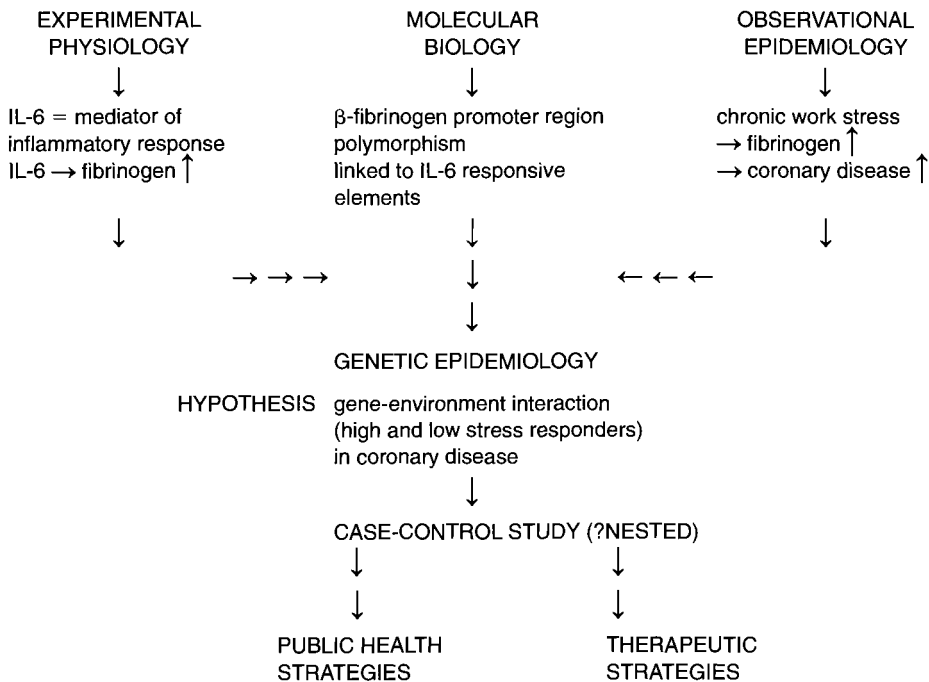 EXPERIMENTAL
PHYSIOLOGY
↓
IL-6 = mediator of
inflammatory response
IL-6 → fibrinogen ↑
↓
→ → →
MOLECULAR
BIOLOGY
↓
β-fibrinogen promoter region
polymorphism
linked to IL-6 responsive
elements
↓
↓
↓
OBSERVATIONAL
EPIDEMIOLOGY
↓
chronic work stress
→ fibrinogen ↑
→ coronary disease ↑
↓
← ← ←
GENETIC EPIDEMIOLOGY
HYPOTHESIS gene-environment interaction
(high and low stress responders)
in coronary disease
↓
CASE-CONTROL STUDY (?NESTED)
↓ ↓
↓ ↓
PUBLIC HEALTH
STRATEGIES
THERAPEUTIC
STRATEGIES